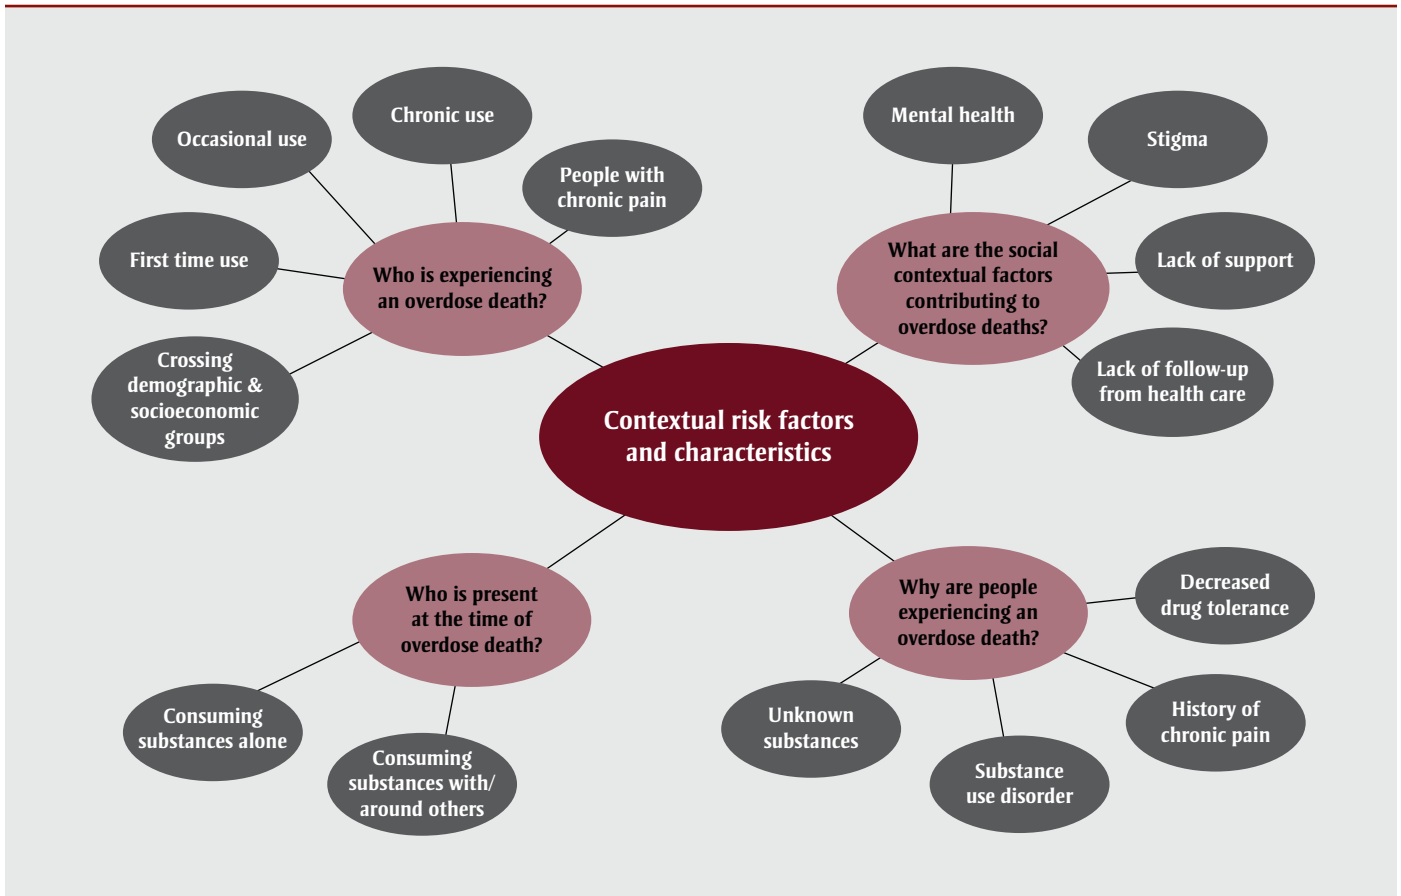 Chronic use
Occasional use
People with
chronic pain
First time use
Who is experiencing
an overdose death?
Crossing
demographic &
socioeconomic
groups
Mental health
Stigma
What are the social
contextual factors
contributing to
overdose deaths?
Lack of support
Lack of follow-up
from health care
Contextual risk factors
and characteristics
Who is present
at the time of
overdose death?
Consuming
substances alone
Consuming
substances with/
around others
Why are people
experiencing an
overdose death?
Decreased
drug tolerance
History of
chronic pain
Unknown
substances
Substance
use disorder